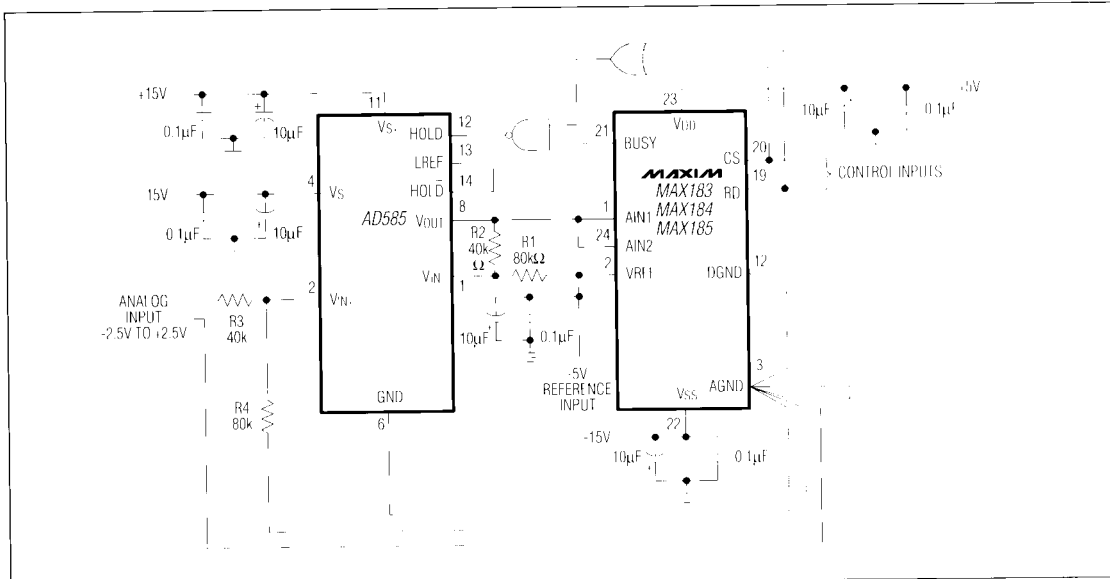 +15V
0.1µF
10µF
15V
0.1µF
10µF
ANALOG
INPUT
-2.5V TO +2.5V
R3
40k
R4
80k
11
VS+
HOLD
12
LREF
13
HOLD
14
4
VS
AD585
VOUT
8
VIN
1
2
VIN+
GND
6
R2
40k
Ω
R1
80kΩ
10µF
0.1µF
-5V
REFERENCE
INPUT
23
VDD
21
BUSY
CS
20
MAXIM
19
MAX183
RD
MAX184
MAX185
1
AIN1
24
AIN2
2
VREF
DGND
12
3
AGND
VSS
22
-15V
10µF
0.1µF
+5V
10µF
0.1µF
CONTROL INPUTS